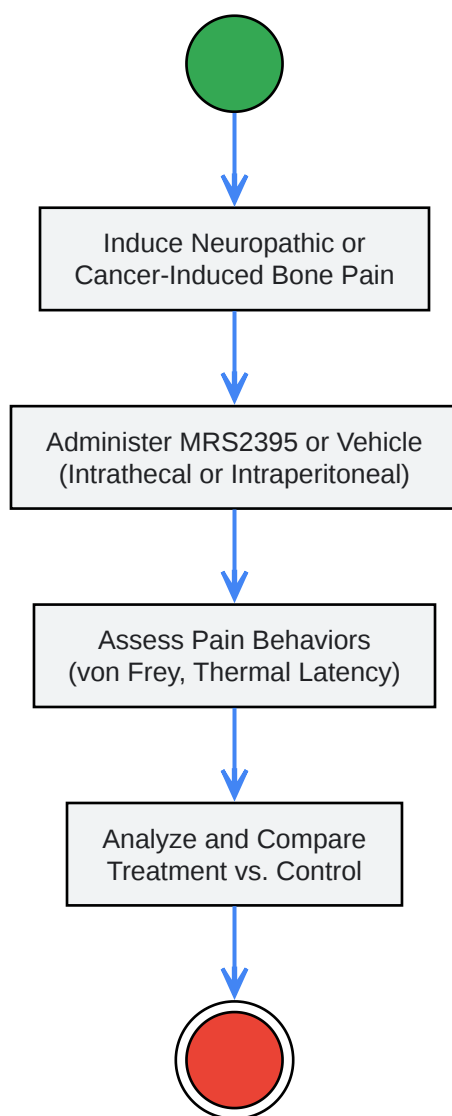 Induce Neuropathic or
Cancer-Induced Bone Pain
Administer MRS2395 or Vehicle
(Intrathecal or Intraperitoneal)
Assess Pain Behaviors
(von Frey, Thermal Latency)
Analyze and Compare
Treatment vs. Control